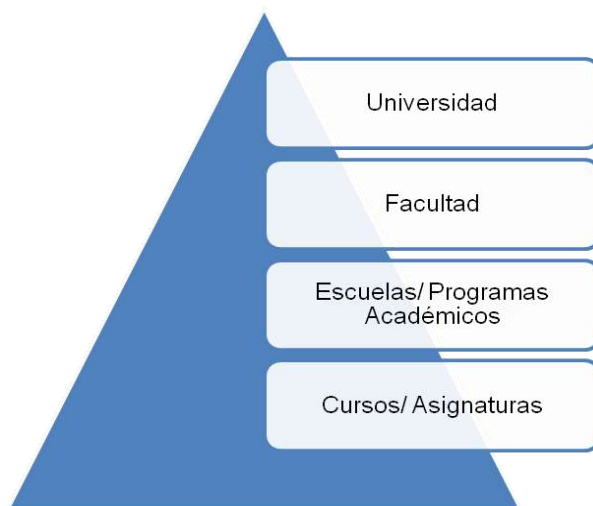 Universidad
Facultad
Escuelas/ Programas
Académicos
Cursos/ Asignaturas